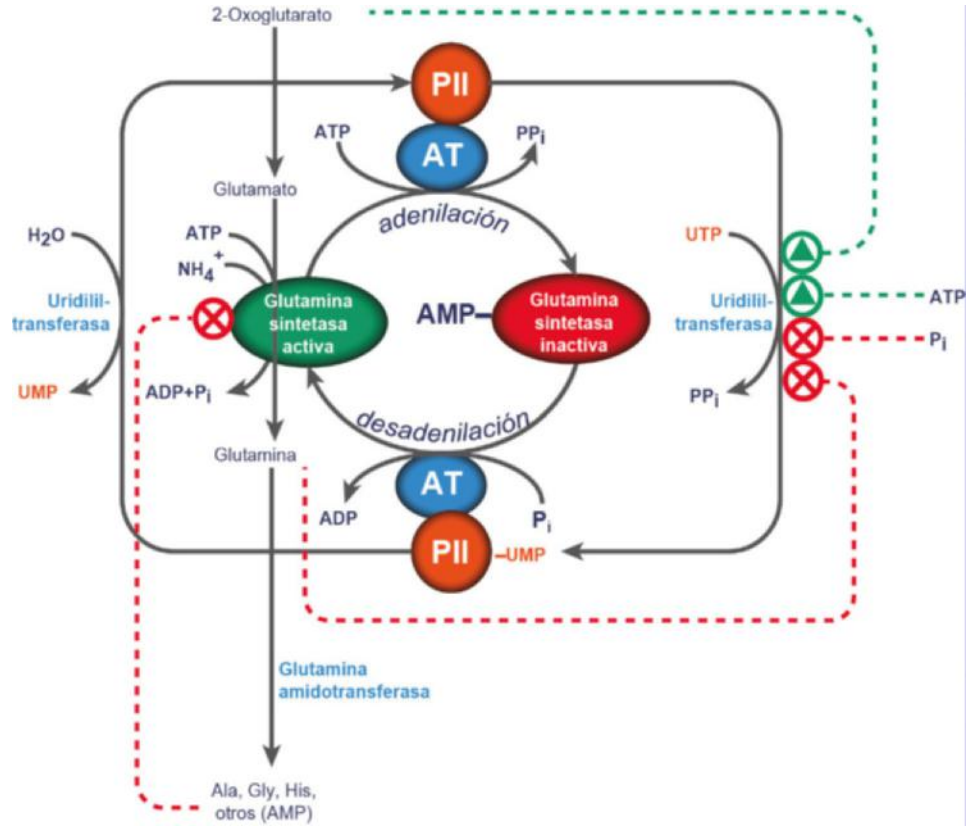 2-Oxoglutarato
PII
ATP
PPi
AT
Glutamato
adenilación
H2O
ATP
NH4+
UTP
Uridilil-
transferasa
Glutamina
sintetasa
activa
AMP
Glutamina
sintetasa
inactiva
Uridilil-
transferasa
ATP
Pi
UMP
ADP+Pi
PPi
desadenilación
Glutamina
AT
ADP
Pi
PII
-UMP
Glutamina
amidotransferasa
Ala, Gly, His,
otros (AMP)